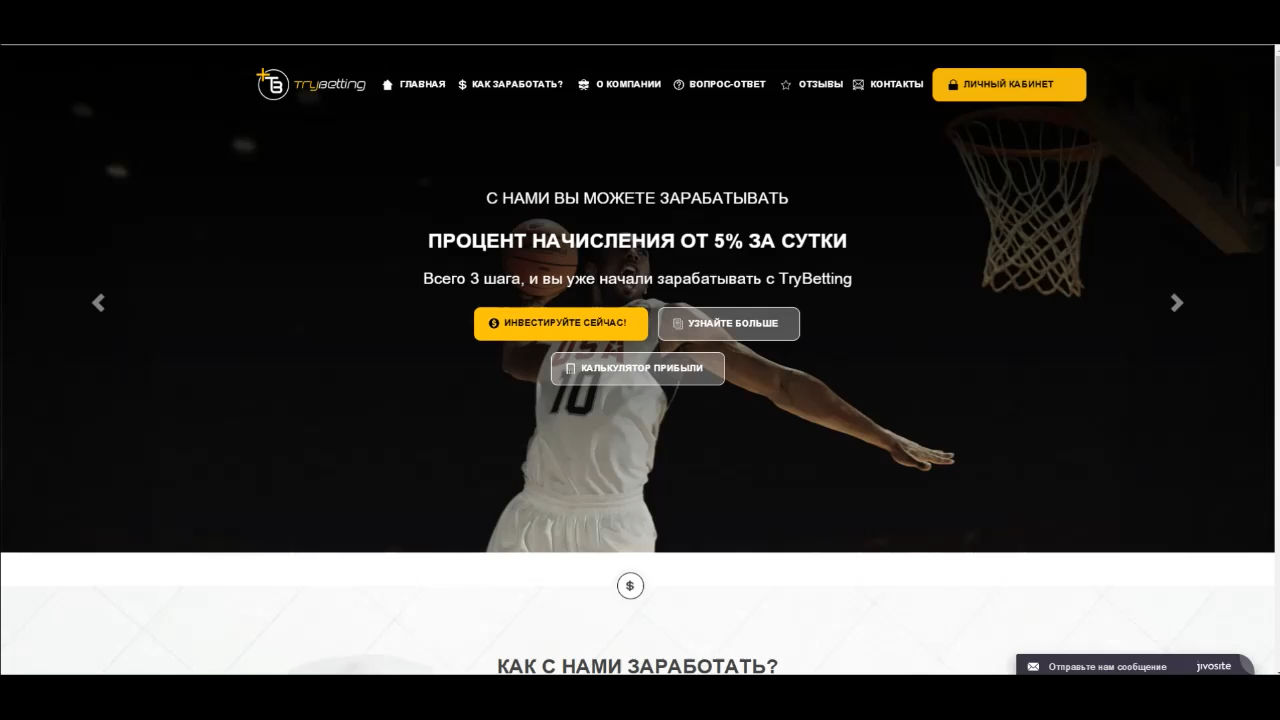 TB TryBetting ГЛАВНАЯ $ КАК ЗАРАБОТАТЬ? О КОМПАНИИ ? ВОПРОС-ОТВЕТ ОТЗЫВЫ КОНТАКТЫ ЛИЧНЫЙ КАБИНЕТ
С НАМИ ВЫ МОЖЕТЕ ЗАРАБАТЫВАТЬ
ПРОЦЕНТ НАЧИСЛЕНИЯ ОТ 5% ЗА СУТКИ
Всего 3 шага, и вы уже начали зарабатывать с TryBetting
$ ИНВЕСТИРУЙТЕ СЕЙЧАС! УЗНАЙТЕ БОЛЬШЕ
КАЛЬКУЛЯТОР ПРИБЫЛИ
USA
10
$
КАК С НАМИ ЗАРАБОТАТЬ?
Отправьте нам сообщение jivosite